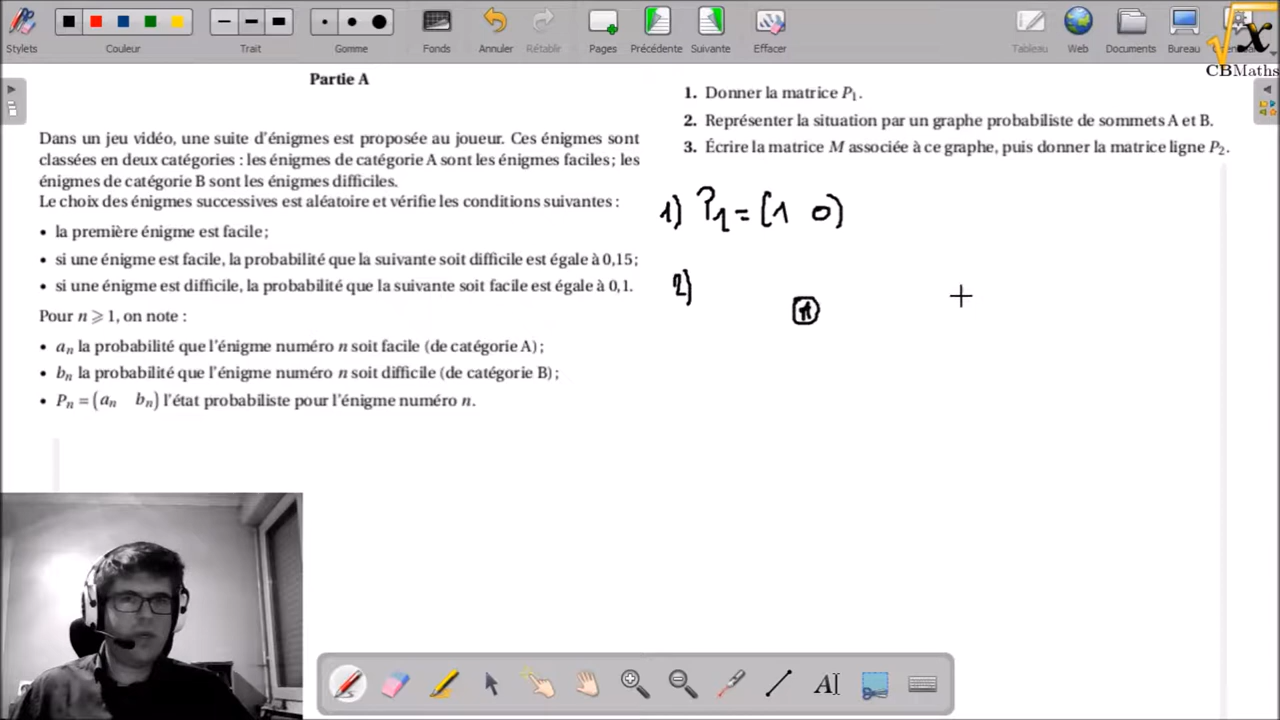 Stylets
Couleur
Trait
Gomme
Fonds
Annuler
Rétablir
Pages
Précédente
Suivante
Effacer
Tableau
Web
Documents
Bureau
CBMaths
Partie A
Dans un jeu vidéo, une suite d'énigmes est proposée au joueur. Ces énigmes sont
classées en deux catégories : les énigmes de catégorie A sont les énigmes faciles; les
énigmes de catégorie B sont les énigmes difficiles.
Le choix des énigmes successives est aléatoire et vérifie les conditions suivantes :
• la première énigme est facile;
• si une énigme est facile, la probabilité que la suivante soit difficile est égale à 0,15;
• si une énigme est difficile, la probabilité que la suivante soit facile est égale à 0,1.
Pour n ⩾ 1, on note :
• aₙ la probabilité que l'énigme numéro n soit facile (de catégorie A);
• bₙ la probabilité que l'énigme numéro n soit difficile (de catégorie B);
• Pₙ = (aₙ bₙ) l'état probabiliste pour l'énigme numéro n.
1. Donner la matrice P₁.
2. Représenter la situation par un graphe probabiliste de sommets A et B.
3. Écrire la matrice M associée à ce graphe, puis donner la matrice ligne P₂.
1) P₁ = (1 0)
2)
A
AI